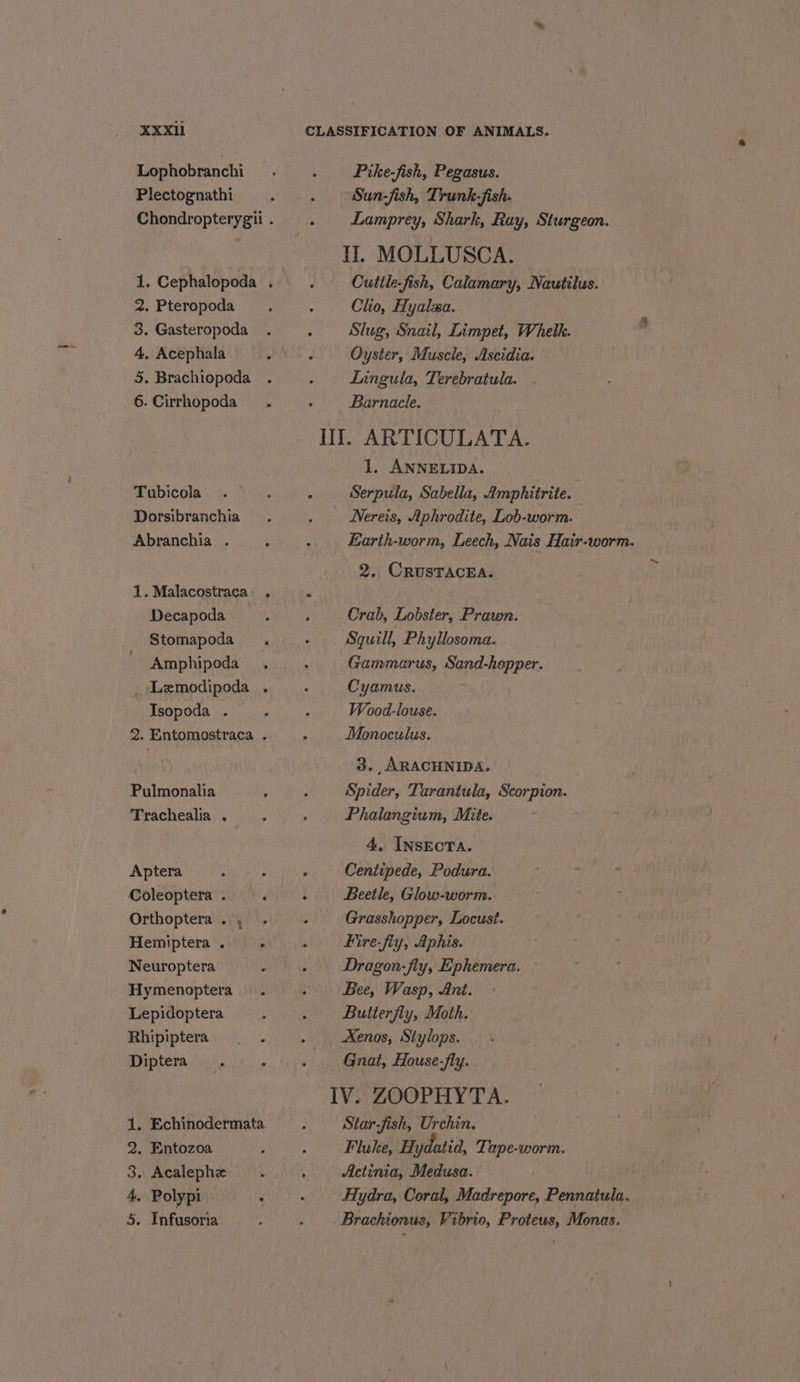 xxxii CLASSIFICATION OF ANIMALS.
Lophobranchi . . Pike-fish, Pegasus.
Plectognathi . . Sun-fish, Trunk-fish.
Chondropterygii . . Lamprey, Shark, Ray, Sturgeon.
II. MOLLUSCA.
1. Cephalopoda . . Cuttle-fish, Calamary, Nautilus.
2. Pteropoda . . Clio, Hyalæa.
3. Gasteropoda . . Slug, Snail, Limpet, Whelk.
4. Acephala . . Oyster, Muscle, Ascidia.
5. Brachiopoda . . Lingula, Terebratula.
6. Cirrhopoda . . Barnacle.
III. ARTICULATA.
1. ANNELIDA.
Tubicola . . . Serpula, Sabella, Amphitrite.
Dorsibranchia . . Nereis, Aphrodite, Lob-worm.
Abranchia . . . Earth-worm, Leech, Nais Hair-worm.
2. CRUSTACEA.
1. Malacostraca . .
Decapoda . . Crab, Lobster, Prawn.
Stomapoda . . Squill, Phyllosoma.
Amphipoda . . Gammarus, Sand-hopper.
Læmodipoda . . Cyamus.
Isopoda . . . Wood-louse.
2. Entomostraca . . Monoculus.
3. ARACHNIDA.
Pulmonalia . . Spider, Tarantula, Scorpion.
Trachealia . . . Phalangium, Mite.
4. INSECTA.
Aptera . . . Centipede, Podura.
Coleoptera . . . Beetle, Glow-worm.
Orthoptera . . . Grasshopper, Locust.
Hemiptera . . . Fire-fly, Aphis.
Neuroptera . . Dragon-fly, Ephemera.
Hymenoptera . . Bee, Wasp, Ant.
Lepidoptera . . Butterfly, Moth.
Rhipiptera . . Xenos, Stylops.
Diptera . . . Gnat, House-fly.
IV. ZOOPHYTA.
1. Echinodermata . Star-fish, Urchin.
2. Entozoa . . Fluke, Hydatid, Tape-worm.
3. Acalephæ . . Actinia, Medusa.
4. Polypi . . Hydra, Coral, Madrepore, Pennatula.
5. Infusoria . . Brachionus, Vibrio, Proteus, Monas.